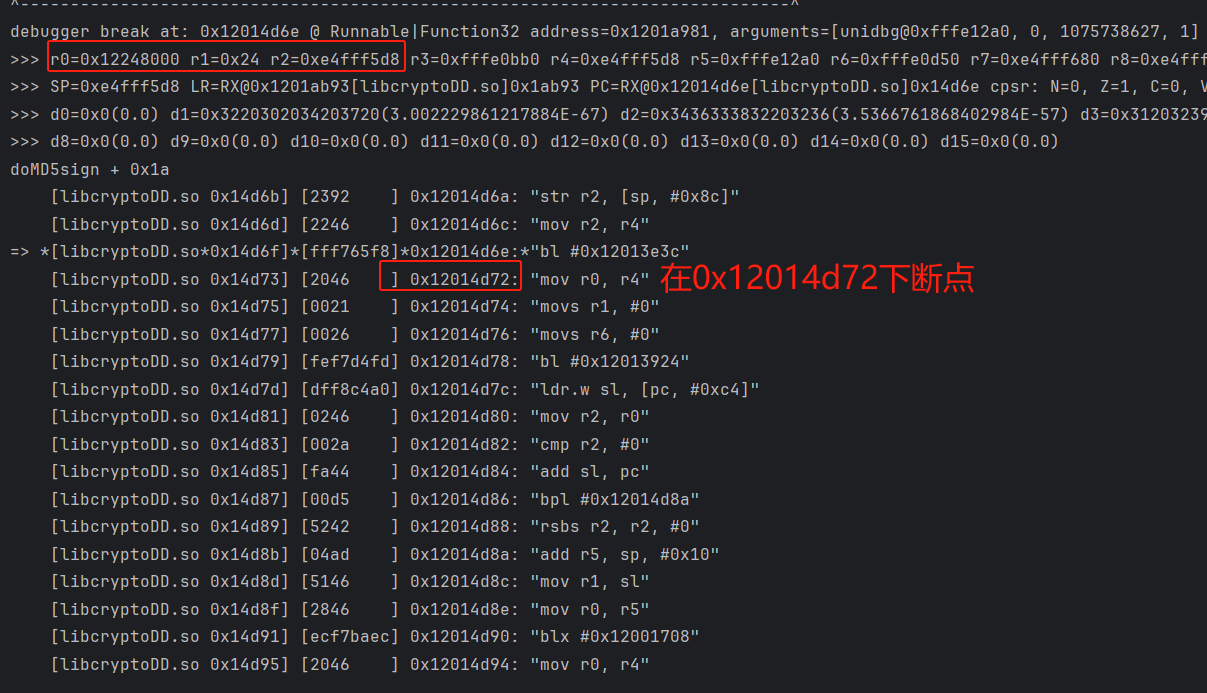 ^-----------------------------------------------------------------------------^
debugger break at: 0x12014d6e @ Runnable|Function32 address=0x1201a981, arguments=[unidbg@0xfffe12a0, 0, 1075738627, 1]
>>> r0=0x12248000 r1=0x24 r2=0xe4fff5d8 r3=0xfffe0bb0 r4=0xe4fff5d8 r5=0xfffe12a0 r6=0xfffe0d50 r7=0xe4fff680 r8=0xe4fff
>>> SP=0xe4fff5d8 LR=RX@0x1201ab93[libcryptoDD.so]0x1ab93 PC=RX@0x12014d6e[libcryptoDD.so]0x14d6e cpsr: N=0, Z=1, C=0, V
>>> d0=0x0(0.0) d1=0x3220302034203720(3.002229861217884E-67) d2=0x3436333832203236(3.5366761868402984E-57) d3=0x31203239
>>> d8=0x0(0.0) d9=0x0(0.0) d10=0x0(0.0) d11=0x0(0.0) d12=0x0(0.0) d13=0x0(0.0) d14=0x0(0.0) d15=0x0(0.0)
doMD5sign + 0x1a
[libcryptoDD.so 0x14d6b] [2392 ] 0x12014d6a: "str r2, [sp, #0x8c]"
[libcryptoDD.so 0x14d6d] [2246 ] 0x12014d6c: "mov r2, r4"
=> *[libcryptoDD.so*0x14d6f]*[fff765f8]*0x12014d6e:*"bl #0x12013e3c"
[libcryptoDD.so 0x14d73] [2046 ] 0x12014d72: "mov r0, r4" 在0x12014d72下断点
[libcryptoDD.so 0x14d75] [0021 ] 0x12014d74: "movs r1, #0"
[libcryptoDD.so 0x14d77] [0026 ] 0x12014d76: "movs r6, #0"
[libcryptoDD.so 0x14d79] [fef7d4fd] 0x12014d78: "bl #0x12013924"
[libcryptoDD.so 0x14d7d] [dff8c4a0] 0x12014d7c: "ldr.w sl, [pc, #0xc4]"
[libcryptoDD.so 0x14d81] [0246 ] 0x12014d80: "mov r2, r0"
[libcryptoDD.so 0x14d83] [002a ] 0x12014d82: "cmp r2, #0"
[libcryptoDD.so 0x14d85] [fa44 ] 0x12014d84: "add sl, pc"
[libcryptoDD.so 0x14d87] [00d5 ] 0x12014d86: "bpl #0x12014d8a"
[libcryptoDD.so 0x14d89] [5242 ] 0x12014d88: "rsbs r2, r2, #0"
[libcryptoDD.so 0x14d8b] [04ad ] 0x12014d8a: "add r5, sp, #0x10"
[libcryptoDD.so 0x14d8d] [5146 ] 0x12014d8c: "mov r1, sl"
[libcryptoDD.so 0x14d8f] [2846 ] 0x12014d8e: "mov r0, r5"
[libcryptoDD.so 0x14d91] [ecf7baec] 0x12014d90: "blx #0x12001708"
[libcryptoDD.so 0x14d95] [2046 ] 0x12014d94: "mov r0, r4"